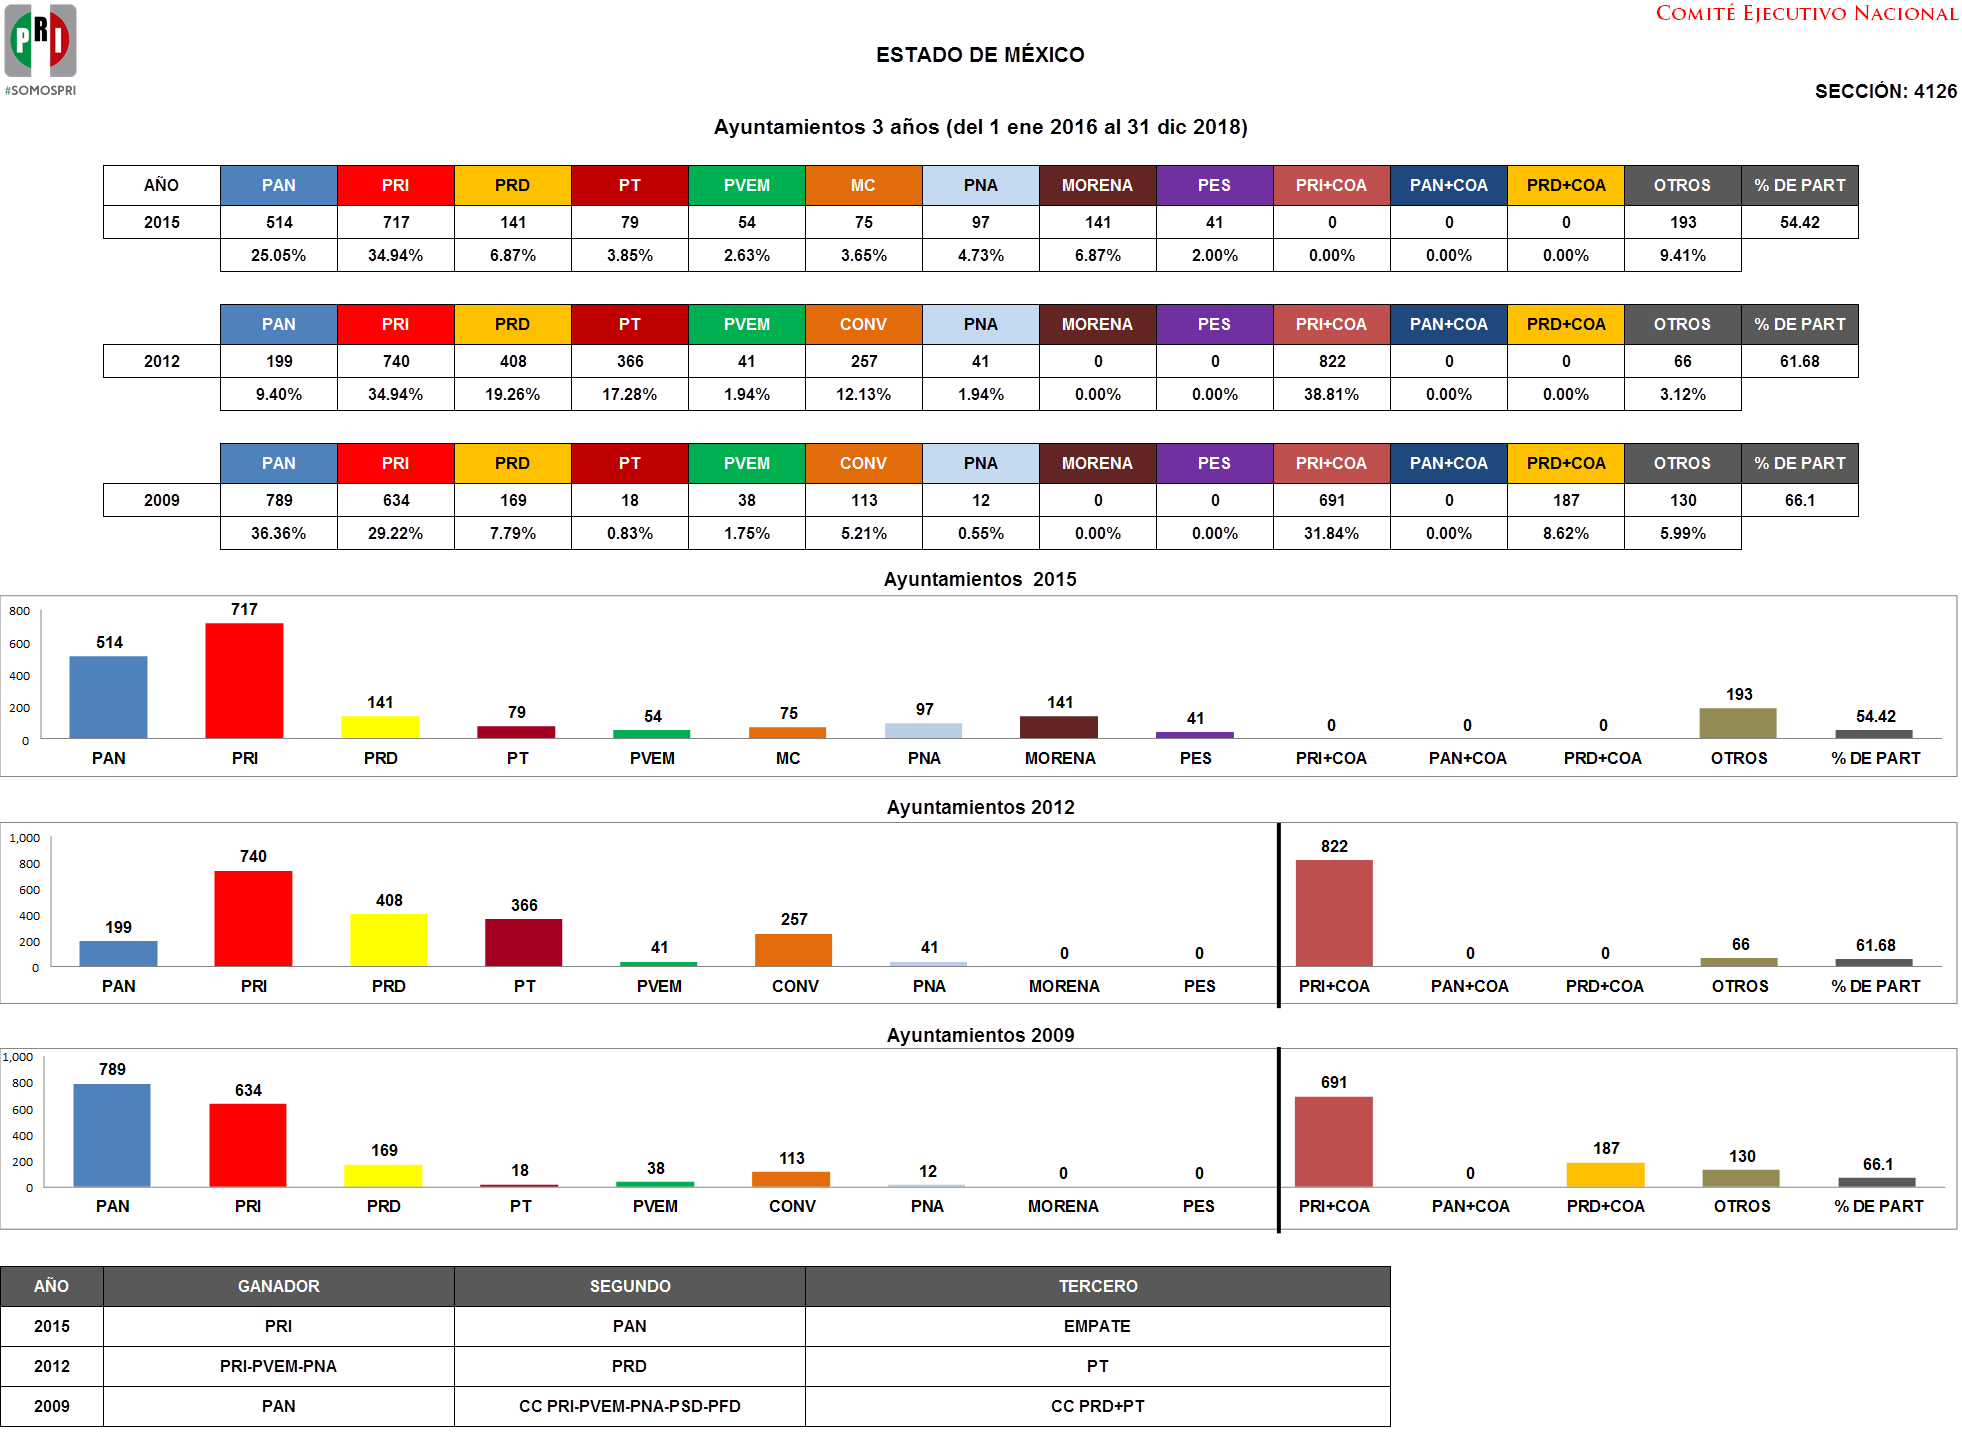 PRI
#SOMOSPRI
COMITÉ EJECUTIVO NACIONAL
ESTADO DE MÉXICO
SECCIÓN: 4126
Ayuntamientos 3 años (del 1 ene 2016 al 31 dic 2018)
AÑO PAN PRI PRD PT PVEM MC PNA MORENA PES PRI+COA PAN+COA PRD+COA OTROS % DE PART
2015 514 717 141 79 54 75 97 141 41 0 0 0 193 54.42
25.05% 34.94% 6.87% 3.85% 2.63% 3.65% 4.73% 6.87% 2.00% 0.00% 0.00% 0.00% 9.41%
PAN PRI PRD PT PVEM CONV PNA MORENA PES PRI+COA PAN+COA PRD+COA OTROS % DE PART
2012 199 740 408 366 41 257 41 0 0 822 0 0 66 61.68
9.40% 34.94% 19.26% 17.28% 1.94% 12.13% 1.94% 0.00% 0.00% 38.81% 0.00% 0.00% 3.12%
PAN PRI PRD PT PVEM CONV PNA MORENA PES PRI+COA PAN+COA PRD+COA OTROS % DE PART
2009 789 634 169 18 38 113 12 0 0 691 0 187 130 66.1
36.36% 29.22% 7.79% 0.83% 1.75% 5.21% 0.55% 0.00% 0.00% 31.84% 0.00% 8.62% 5.99%
Ayuntamientos 2015
800
600
400
200
0
514 717 141 79 54 75 97 141 41 0 0 0 193 54.42
PAN PRI PRD PT PVEM MC PNA MORENA PES PRI+COA PAN+COA PRD+COA OTROS % DE PART
Ayuntamientos 2012
1,000
800
600
400
200
0
199 740 408 366 41 257 41 0 0 822 0 0 66 61.68
PAN PRI PRD PT PVEM CONV PNA MORENA PES PRI+COA PAN+COA PRD+COA OTROS % DE PART
Ayuntamientos 2009
1,000
800
600
400
200
0
789 634 169 18 38 113 12 0 0 691 0 187 130 66.1
PAN PRI PRD PT PVEM CONV PNA MORENA PES PRI+COA PAN+COA PRD+COA OTROS % DE PART
AÑO GANADOR SEGUNDO TERCERO
2015 PRI PAN EMPATE
2012 PRI-PVEM-PNA PRD PT
2009 PAN CC PRI-PVEM-PNA-PSD-PFD CC PRD+PT